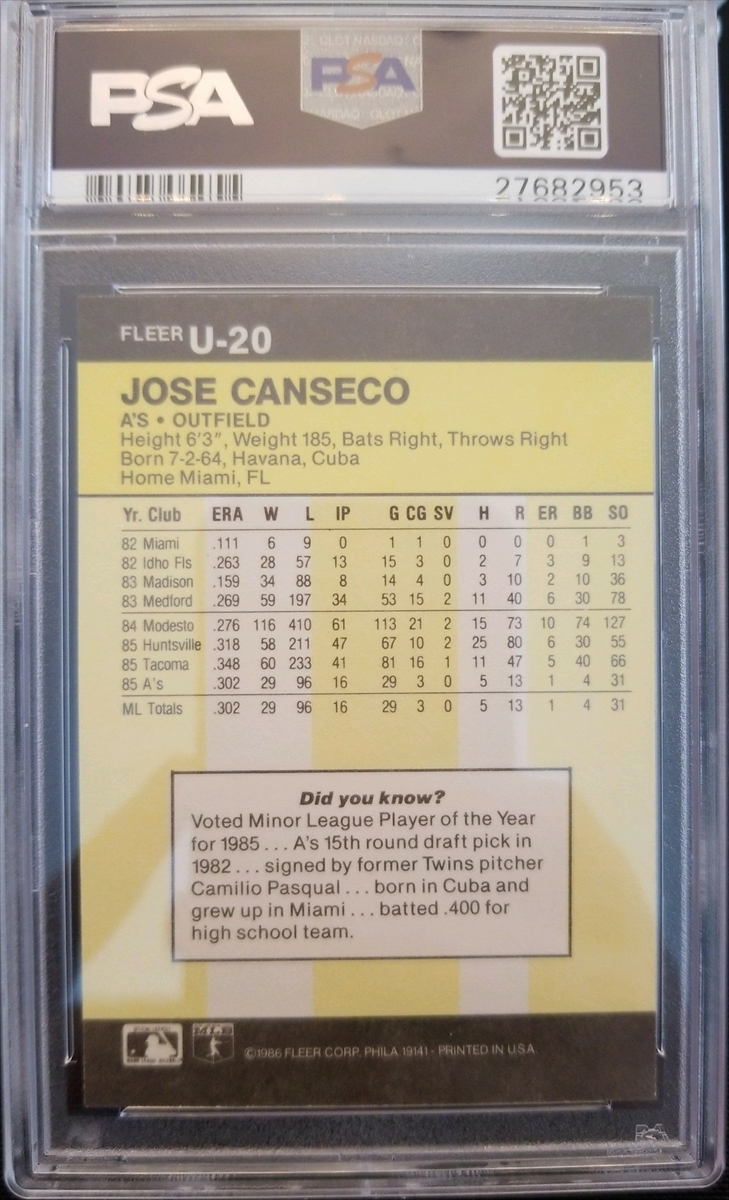 PSA
PSA
27682953
FLEER U-20
JOSE CANSECO
A'S • OUTFIELD
Height 6'3", Weight 185, Bats Right, Throws Right
Born 7-2-64, Havana, Cuba
Home Miami, FL
Yr. Club ERA W L IP G CG SV H R ER BB SO
82 Miami .111 6 9 0 1 1 0 0 0 0 1 3
82 Idho Fls .263 28 57 13 15 3 0 2 7 3 9 13
83 Madison .159 34 88 8 14 4 0 3 10 2 10 36
83 Medford .269 59 197 34 53 15 2 11 40 6 30 78
84 Modesto .276 116 410 61 113 21 2 15 73 10 74 127
85 Huntsville .318 58 211 47 67 10 2 25 80 6 30 55
85 Tacoma .348 60 233 41 81 16 1 11 47 5 40 66
85 A's .302 29 96 16 29 3 0 5 13 1 4 31
ML Totals .302 29 96 16 29 3 0 5 13 1 4 31
Did you know?
Voted Minor League Player of the Year
for 1985 . . . A's 15th round draft pick in
1982 . . . signed by former Twins pitcher
Camilio Pasqual . . . born in Cuba and
grew up in Miami . . . batted .400 for
high school team.
MLB
©1986 FLEER CORP. PHILA 19141 - PRINTED IN U.S.A.